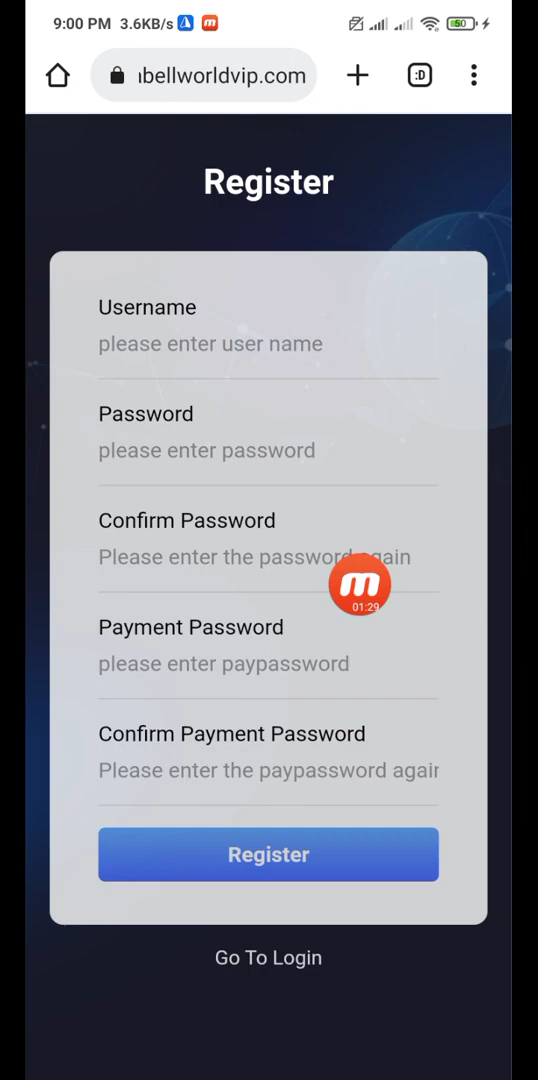 9:00 PM 3.6KB/s m 50
ıbellworldvip.com :D
Register
Username
please enter user name
Password
please enter password
Confirm Password
Please enter the password again
m
01:29
Payment Password
please enter paypassword
Confirm Payment Password
Please enter the paypassword again
Register
Go To Login